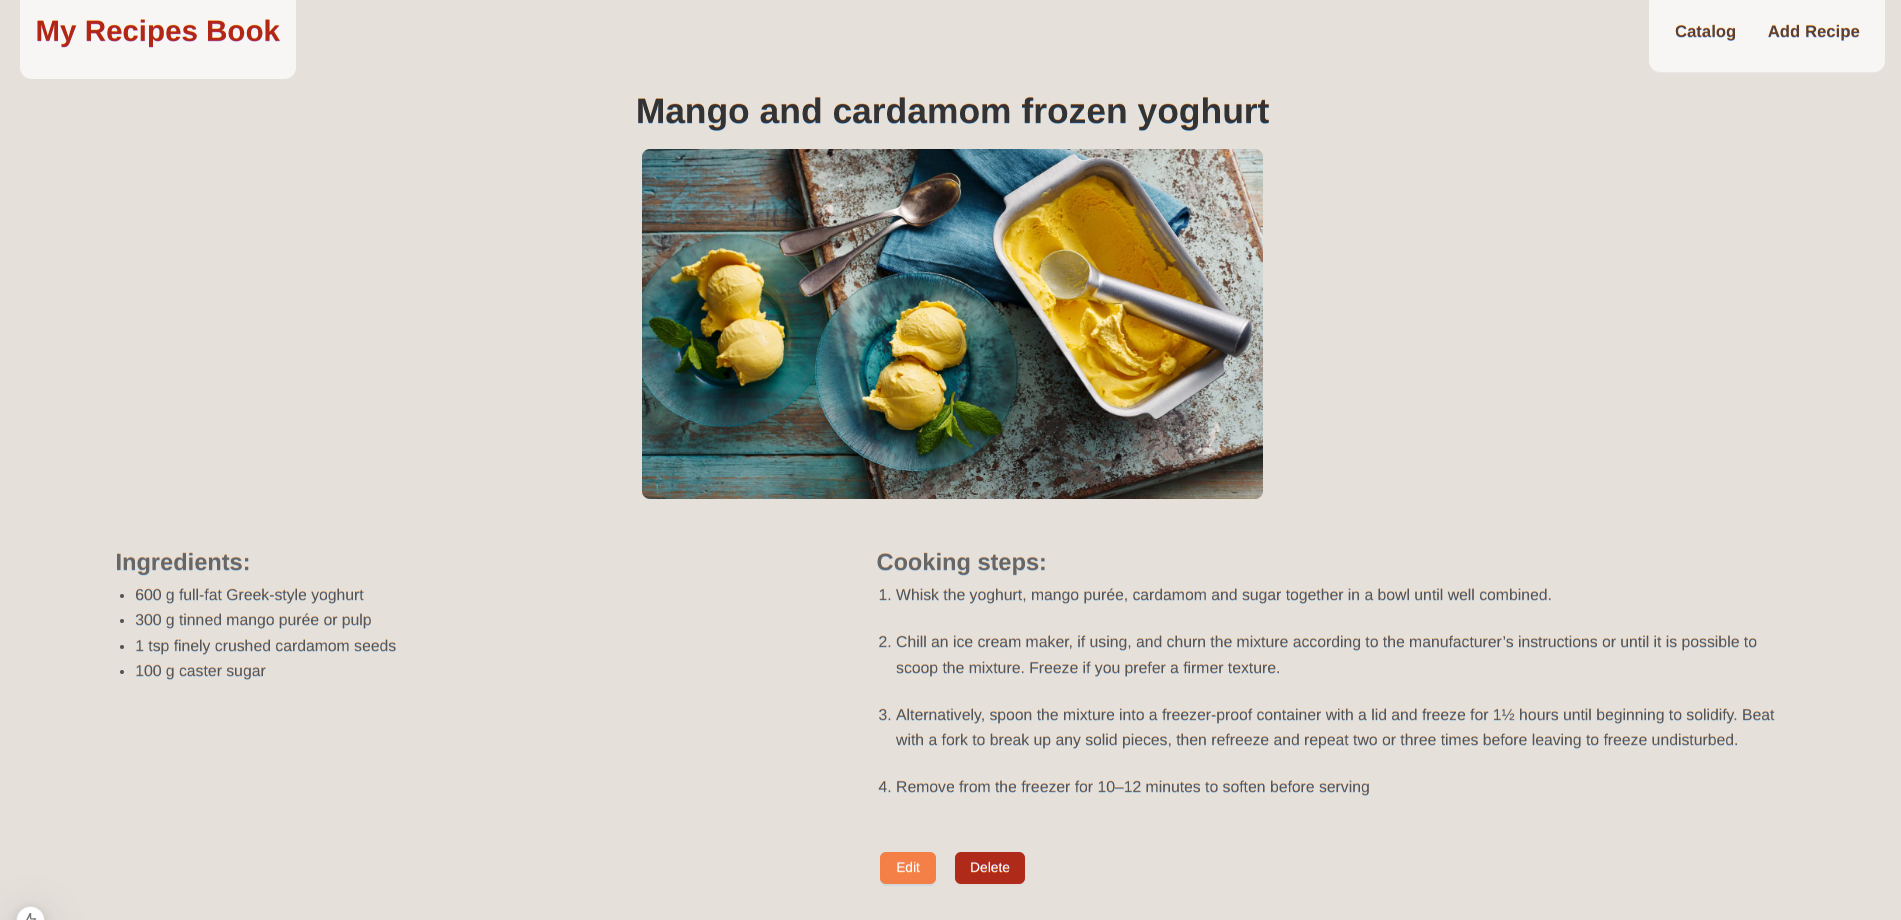 My Recipes Book
Catalog
Add Recipe
Mango and cardamom frozen yoghurt
Ingredients:
• 600 g full-fat Greek-style yoghurt
• 300 g tinned mango purée or pulp
• 1 tsp finely crushed cardamom seeds
• 100 g caster sugar
Cooking steps:
1. Whisk the yoghurt, mango purée, cardamom and sugar together in a bowl until well combined.
2. Chill an ice cream maker, if using, and churn the mixture according to the manufacturer’s instructions or until it is possible to
scoop the mixture. Freeze if you prefer a firmer texture.
3. Alternatively, spoon the mixture into a freezer-proof container with a lid and freeze for 1½ hours until beginning to solidify. Beat
with a fork to break up any solid pieces, then refreeze and repeat two or three times before leaving to freeze undisturbed.
4. Remove from the freezer for 10–12 minutes to soften before serving
Edit
Delete